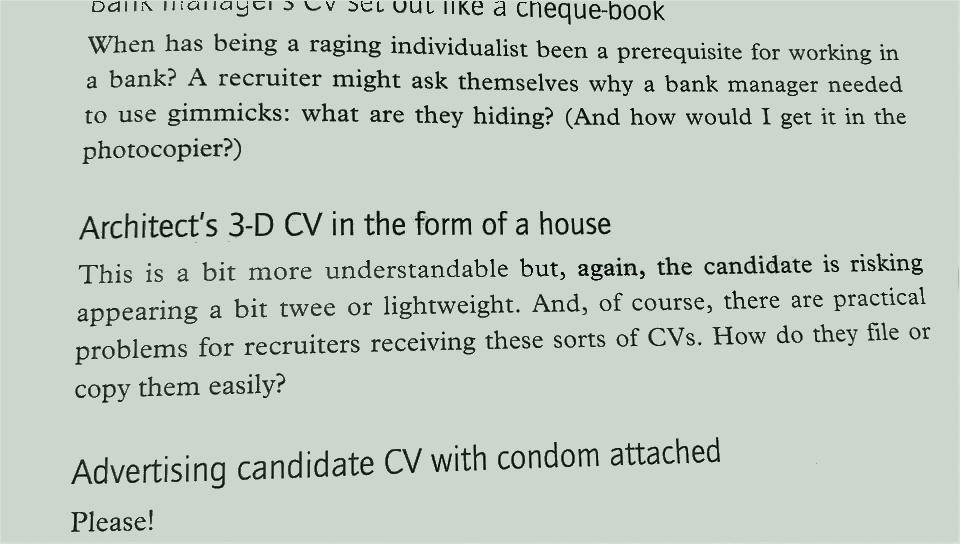 Bank manager's CV set out like a cheque-book
When has being a raging individualist been a prerequisite for working in
a bank? A recruiter might ask themselves why a bank manager needed
to use gimmicks: what are they hiding? (And how would I get it in the
photocopier?)
Architect's 3-D CV in the form of a house
This is a bit more understandable but, again, the candidate is risking
appearing a bit twee or lightweight. And, of course, there are practical
problems for recruiters receiving these sorts of CVs. How do they file or
copy them easily?
Advertising candidate CV with condom attached
Please!